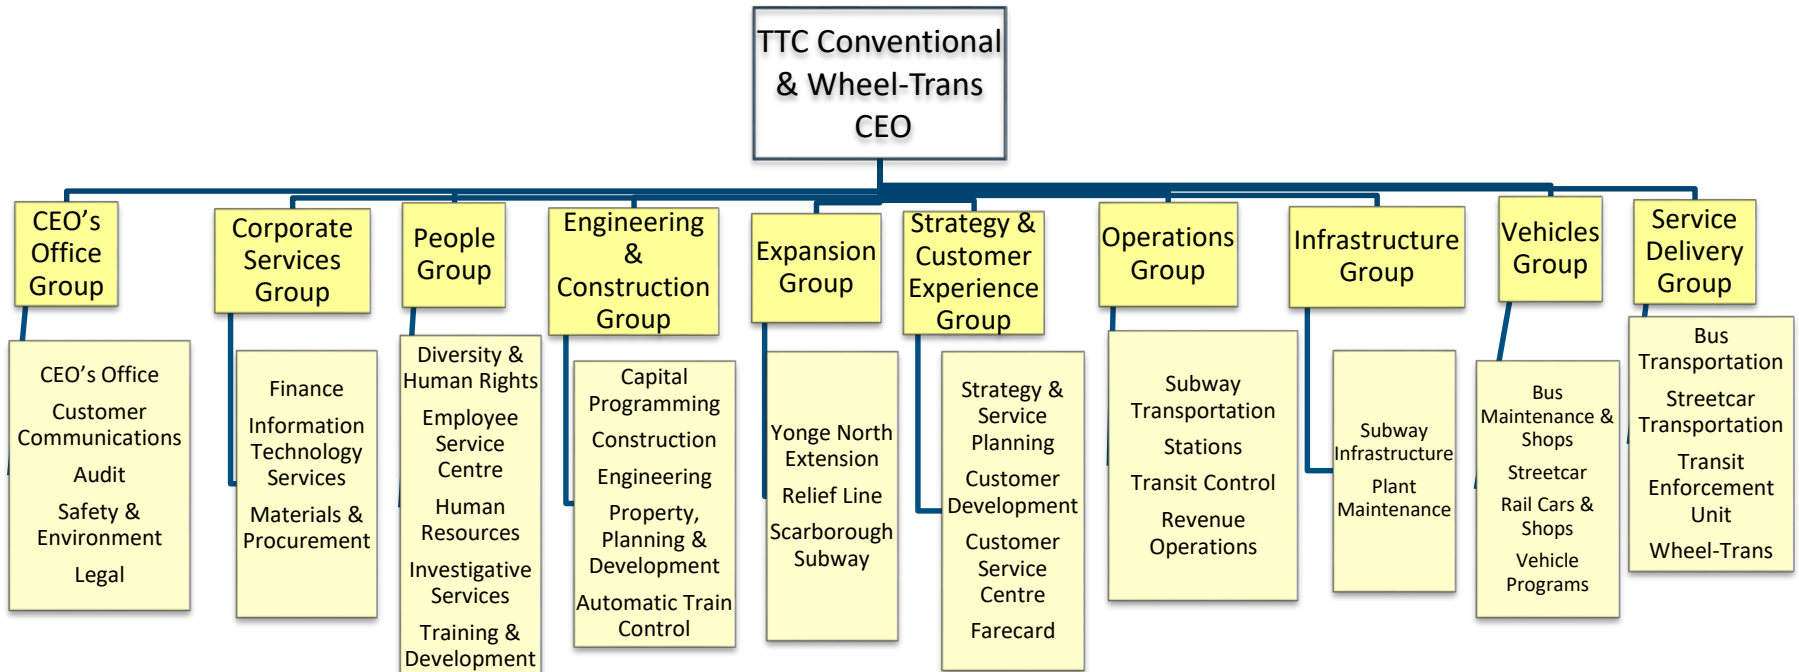 TTC Conventional
& Wheel-Trans
CEO
CEO’s
Office
Group
CEO’s Office
Customer
Communications
Audit
Safety &
Environment
Legal
Corporate
Services
Group
Finance
Information
Technology
Services
Materials &
Procurement
People
Group
Diversity &
Human Rights
Employee
Service
Centre
Human
Resources
Investigative
Services
Training &
Development
Engineering
&
Construction
Group
Capital
Programming
Construction
Engineering
Property,
Planning &
Development
Automatic Train
Control
Expansion
Group
Yonge North
Extension
Relief Line
Scarborough
Subway
Strategy &
Customer
Experience
Group
Strategy &
Service
Planning
Customer
Development
Customer
Service
Centre
Farecard
Operations
Group
Subway
Transportation
Stations
Transit Control
Revenue
Operations
Infrastructure
Group
Subway
Infrastructure
Plant
Maintenance
Vehicles
Group
Bus
Maintenance &
Shops
Streetcar
Rail Cars &
Shops
Vehicle
Programs
Service
Delivery
Group
Bus
Transportation
Streetcar
Transportation
Transit
Enforcement
Unit
Wheel-Trans